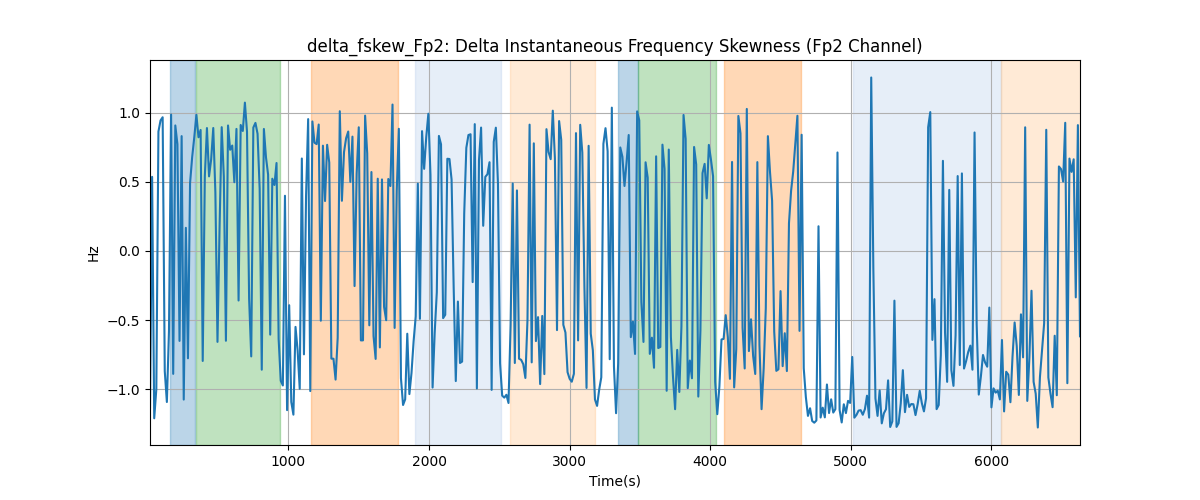 delta_fskew_Fp2: Delta Instantaneous Frequency Skewness (Fp2 Channel)
1.0
0.5
0.0
−0.5
−1.0
Hz
1000 2000 3000 4000 5000 6000
Time(s)